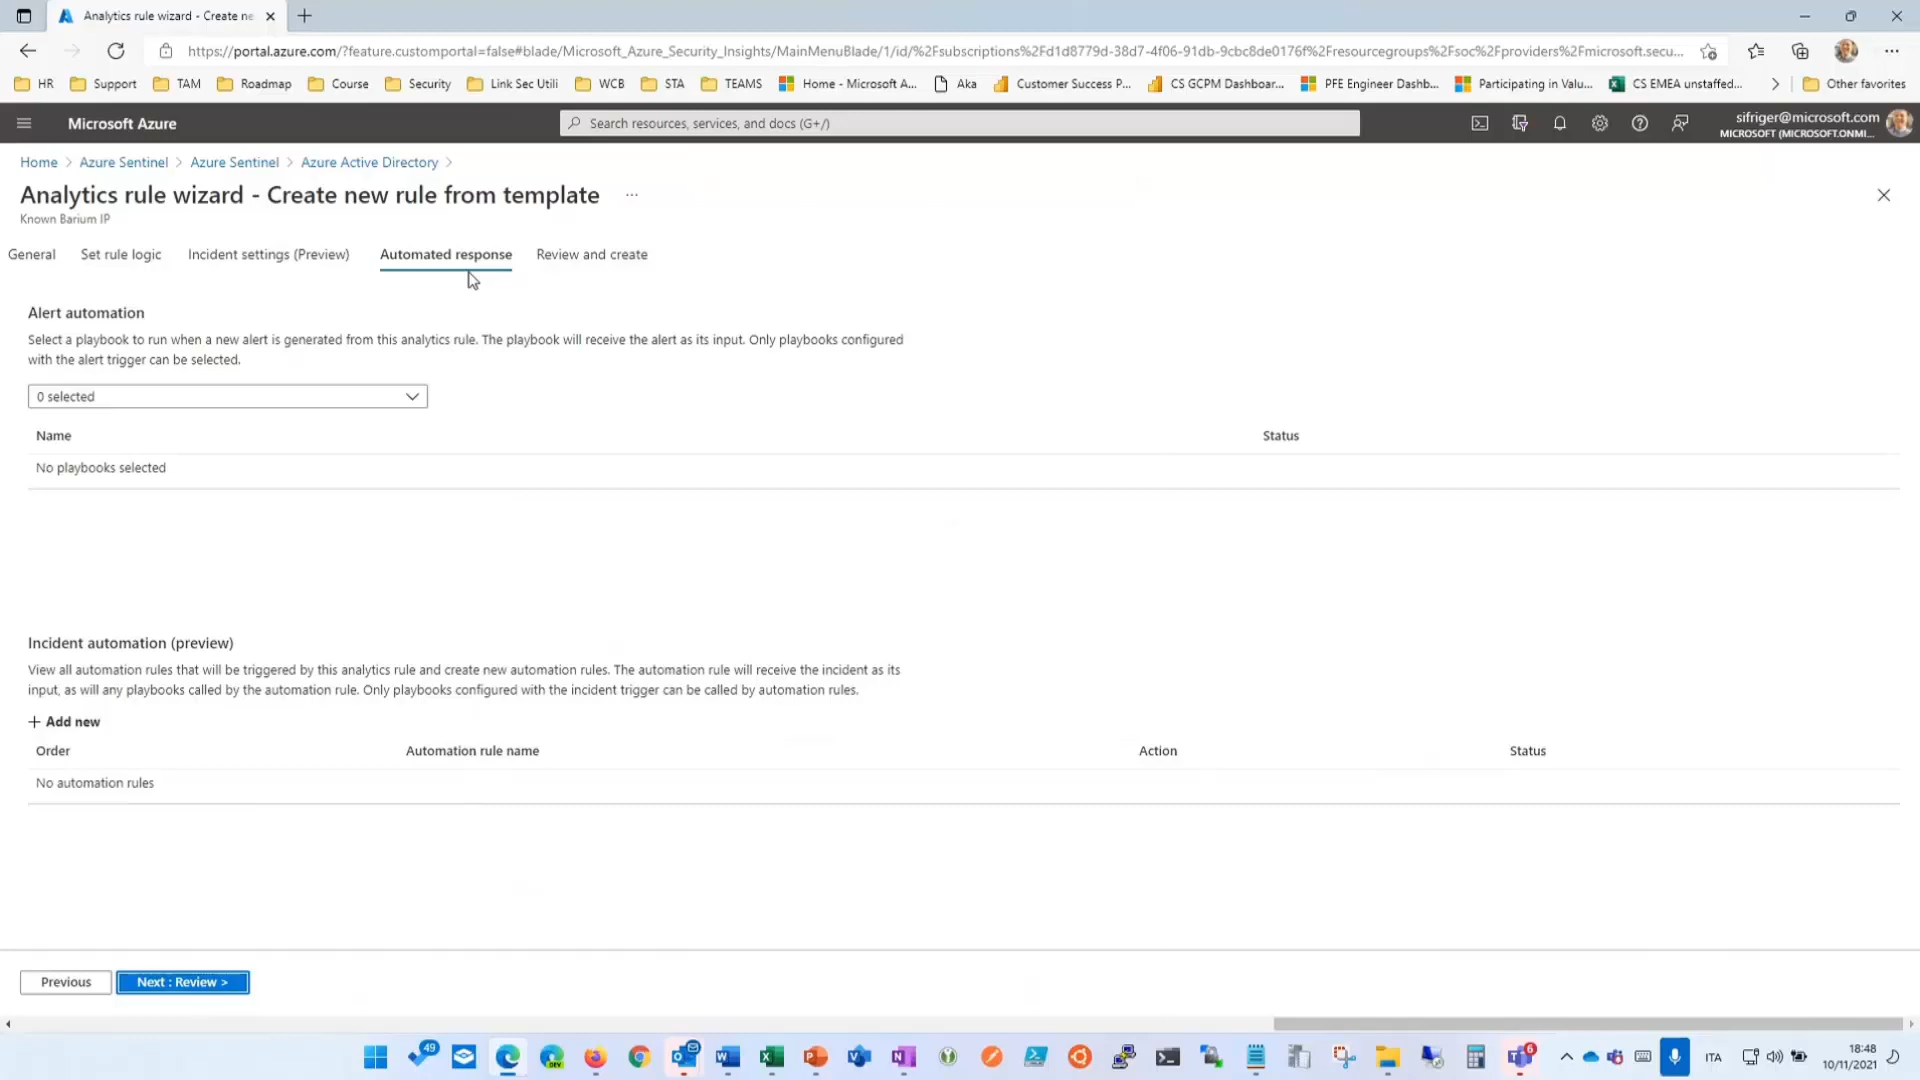 Analytics rule wizard - Create ne
https://portal.azure.com/?feature.customportal=false#blade/Microsoft_Azure_Security_Insights/MainMenuBlade/1/id/%2Fsubscriptions%2Fd1d8779d-38d7-4f06-91db-9cbc8de0176f%2Fresourcegroups%2Fsoc%2Fproviders%2Fmicrosoft.secu...
HR Support TAM Roadmap Course Security Link Sec Utili WCB STA TEAMS Home - Microsoft A... Aka Customer Success P... CS GCPM Dashboar... PFE Engineer Dashb... Participating in Valu... CS EMEA unstaffed... Other favorites
Microsoft Azure
Search resources, services, and docs (G+/)
sifriger@microsoft.com
MICROSOFT (MICROSOFT.ONMI...
Home > Azure Sentinel > Azure Sentinel > Azure Active Directory >
Analytics rule wizard - Create new rule from template ...
Known Barium IP
General Set rule logic Incident settings (Preview) Automated response Review and create
Alert automation
Select a playbook to run when a new alert is generated from this analytics rule. The playbook will receive the alert as its input. Only playbooks configured
with the alert trigger can be selected.
0 selected
Name Status
No playbooks selected
Incident automation (preview)
View all automation rules that will be triggered by this analytics rule and create new automation rules. The automation rule will receive the incident as its
input, as will any playbooks called by the automation rule. Only playbooks configured with the incident trigger can be called by automation rules.
+ Add new
Order Automation rule name Action Status
No automation rules
Previous Next : Review >
49
DEV
6
ITA
18:48
10/11/2021